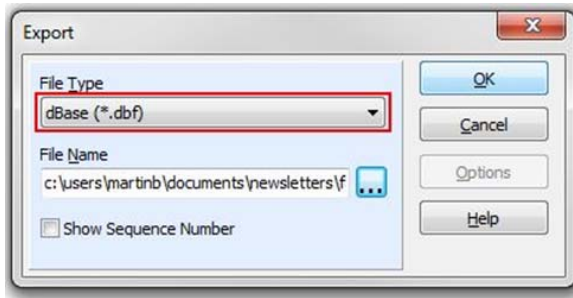 Export
File Type
dBase (*.dbf)
File Name
c:\users\martinb\documents\newsletters\f
...
Show Sequence Number
OK
Cancel
Options
Help